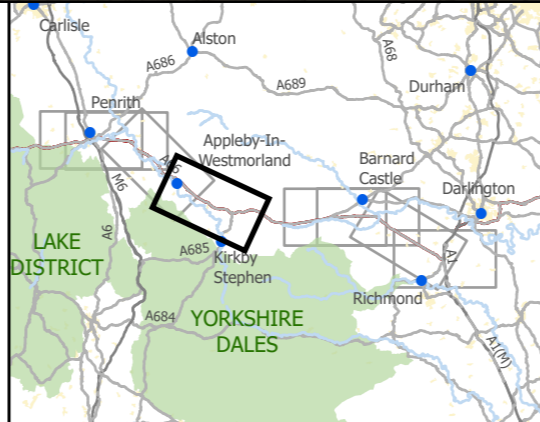 Carlisle
Alston
A686
A68
A689
Durham
Penrith
Appleby-In-
Westmorland
Barnard
Castle
Darlington
M6
A6
LAKE
DISTRICT
A685
Kirkby
Stephen
A1
Richmond
A684
YORKSHIRE
DALES
A1(M)